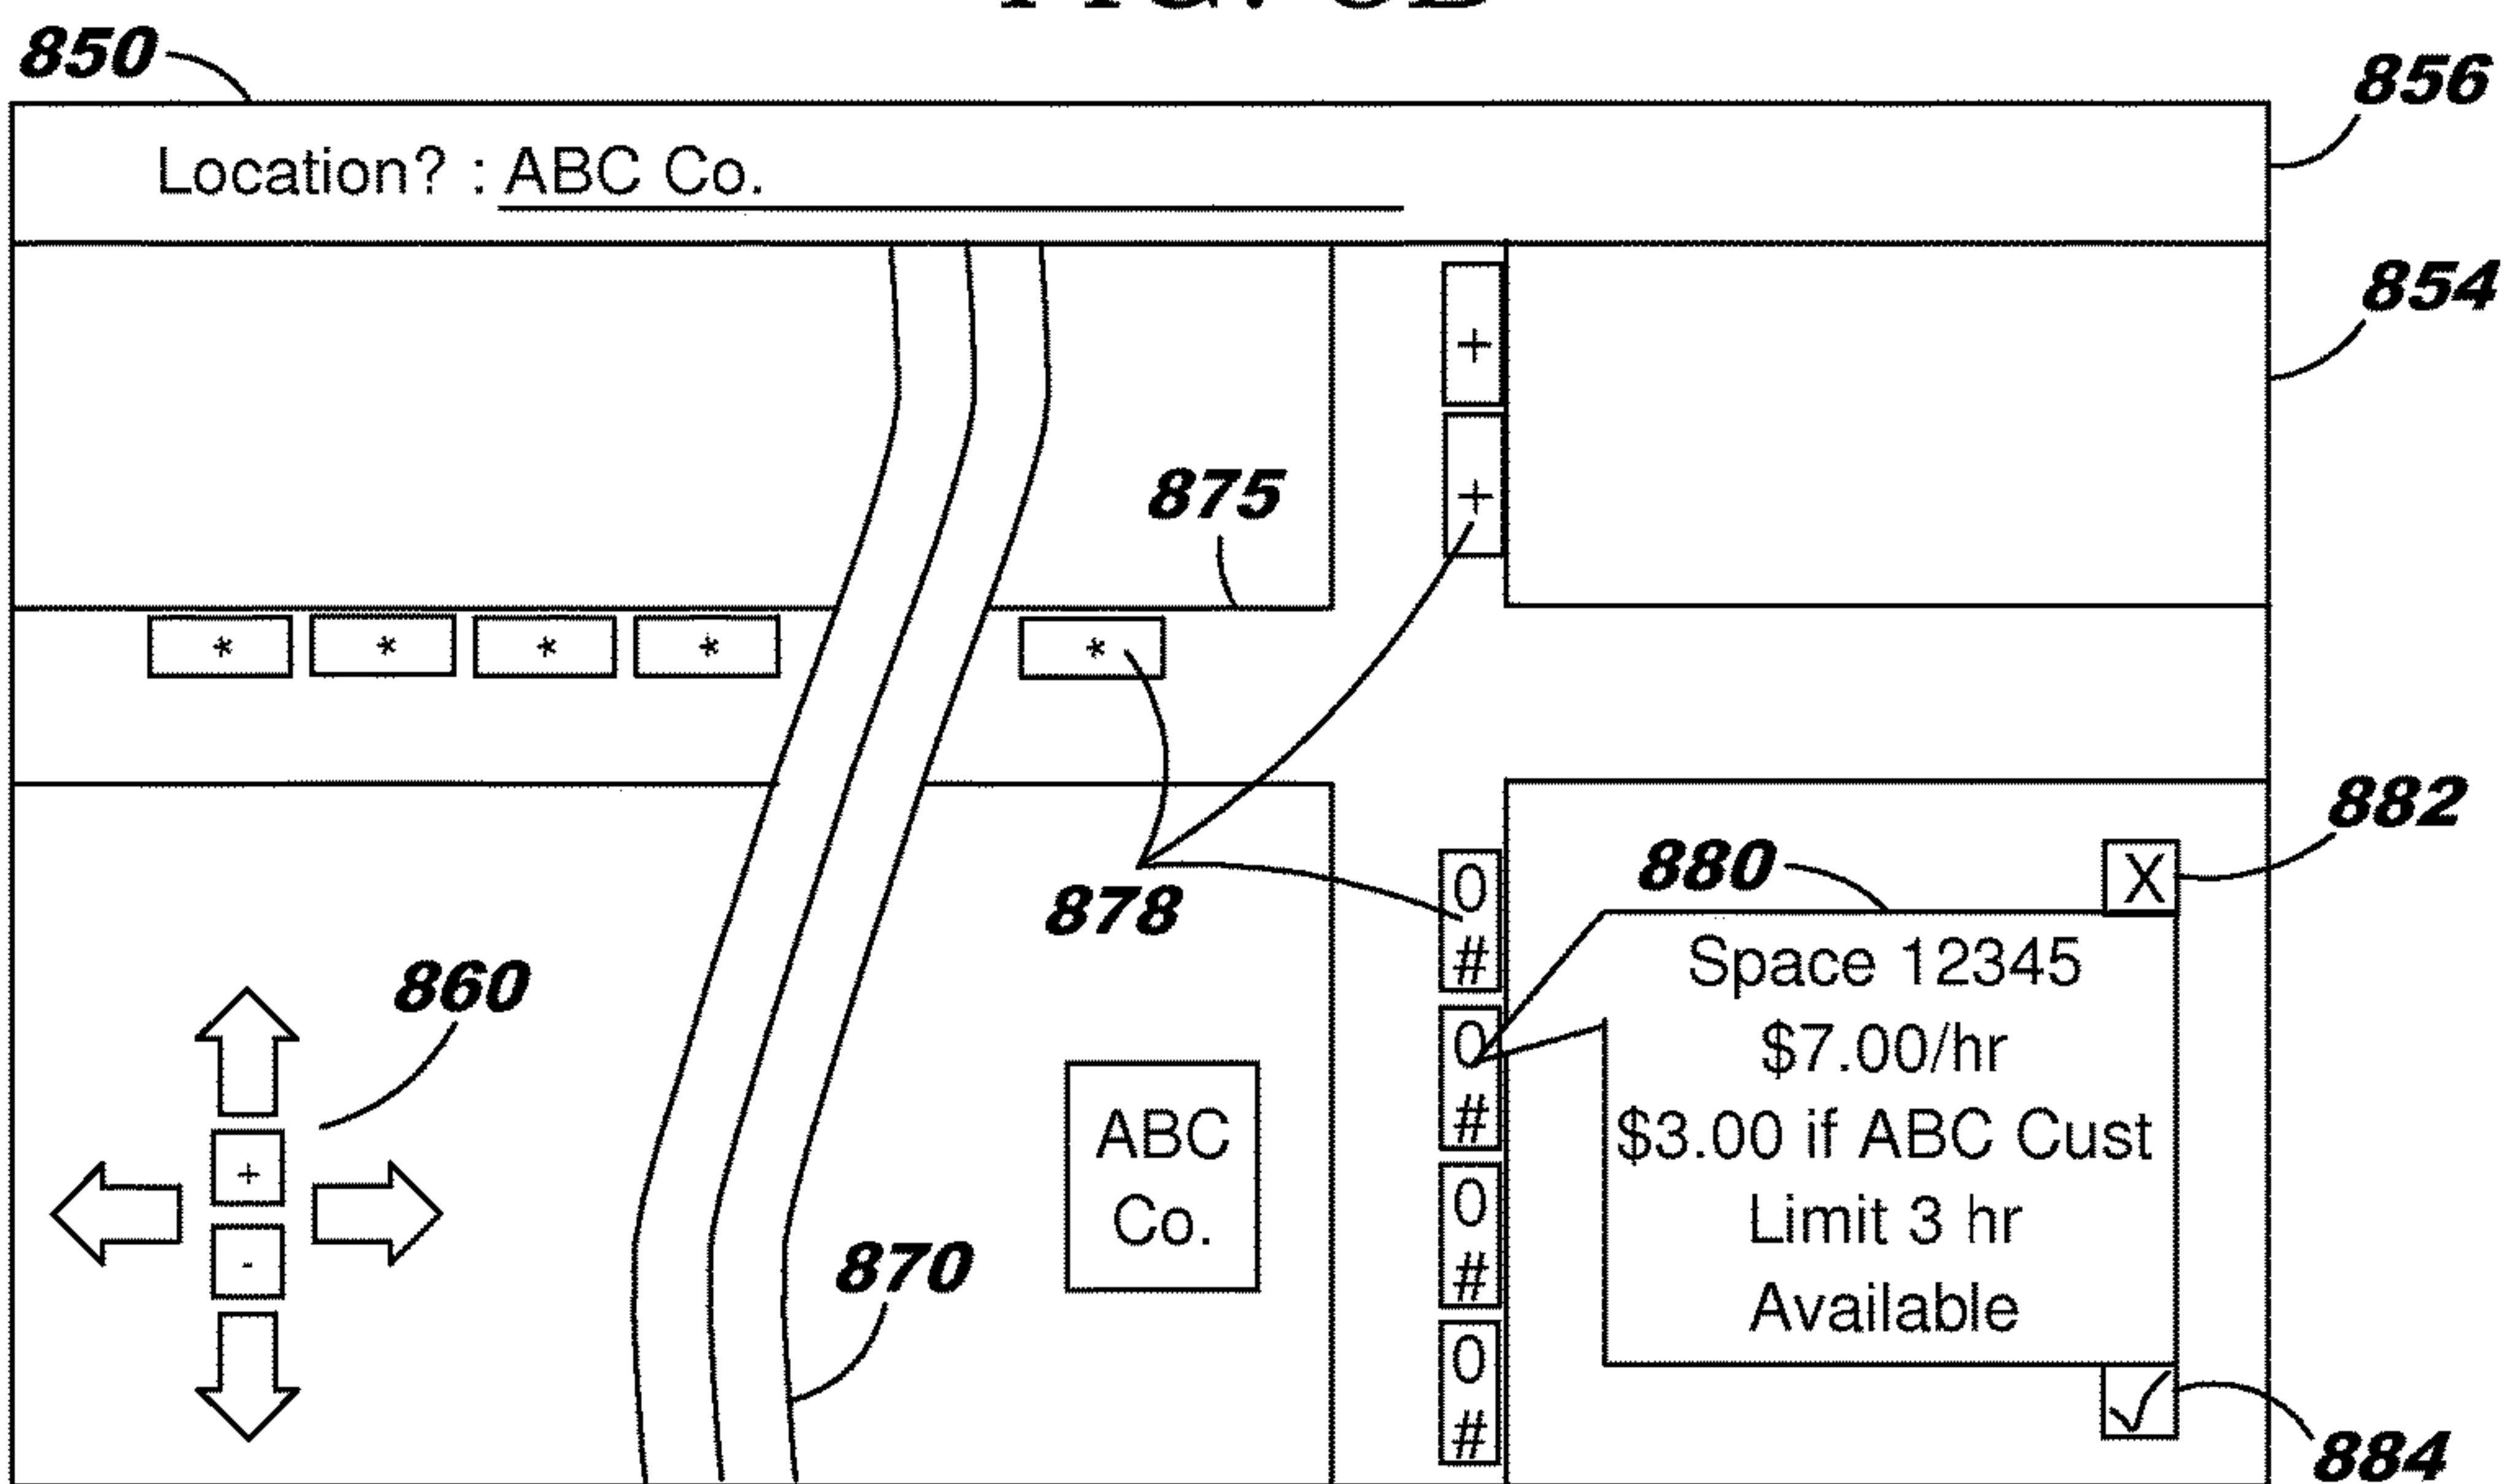 850
856
Location? : ABC Co.
854
+
+
875
* * * * *
882
880
X
878
0
#
Space 12345
860
0
#
$7.00/hr
$3.00 if ABC Cust
ABC
Co.
+
0
#
Limit 3 hr
-
870
Available
0
#
884